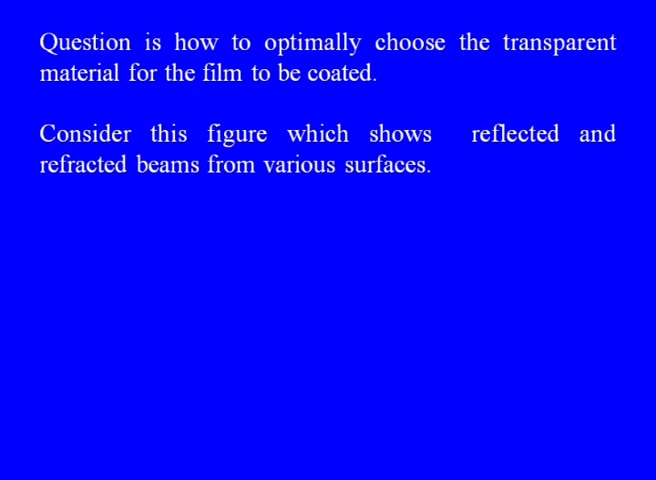 Question is how to optimally choose the transparent
material for the film to be coated.
Consider this figure which shows reflected and
refracted beams from various surfaces.